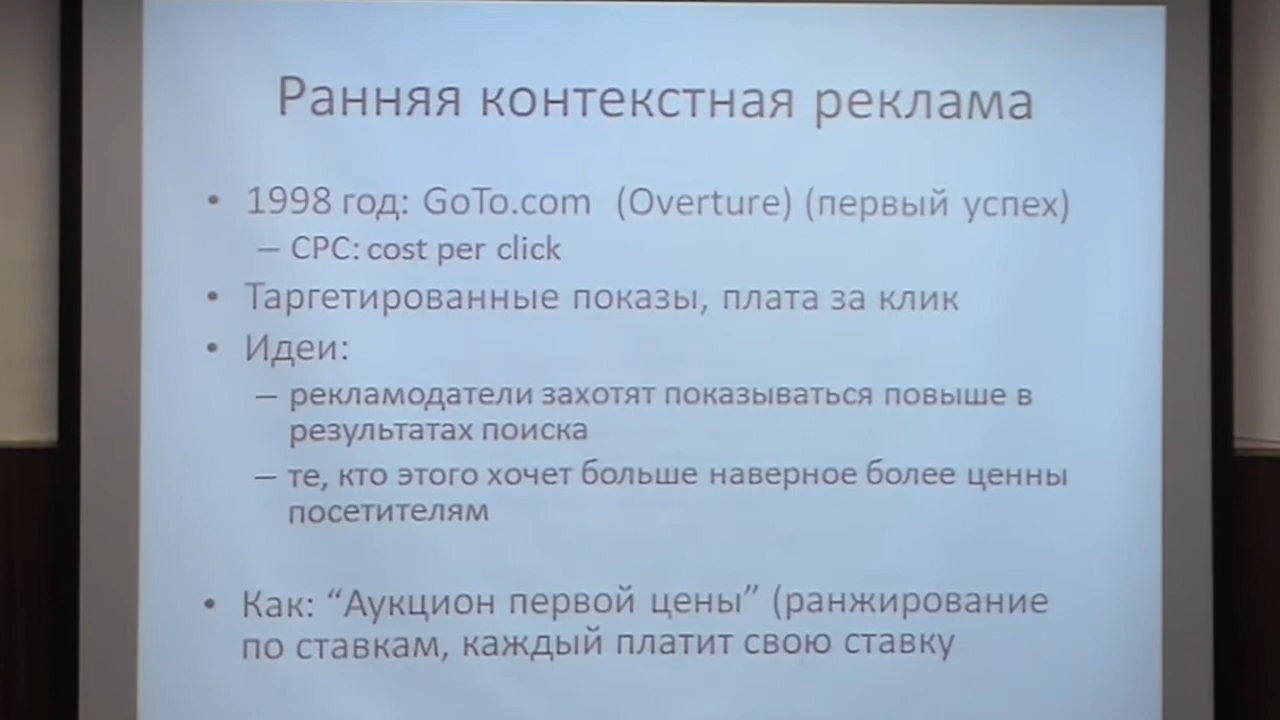 Ранняя контекстная реклама
• 1998 год: GoTo.com (Overture) (первый успех)
– CPC: cost per click
• Таргетированные показы, плата за клик
• Идеи:
– рекламодатели захотят показываться повыше в
результатах поиска
– те, кто этого хочет больше наверное более ценны
посетителям
• Как: “Аукцион первой цены” (ранжирование
по ставкам, каждый платит свою ставку